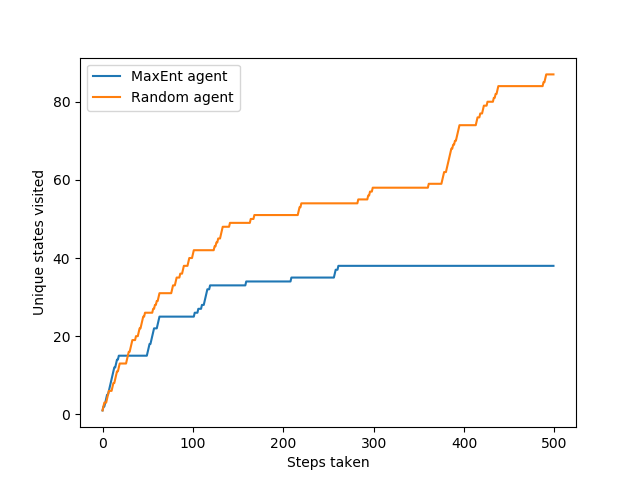 MaxEnt agent
Random agent
80
60
40
20
0
Unique states visited
0 100 200 300 400 500
Steps taken